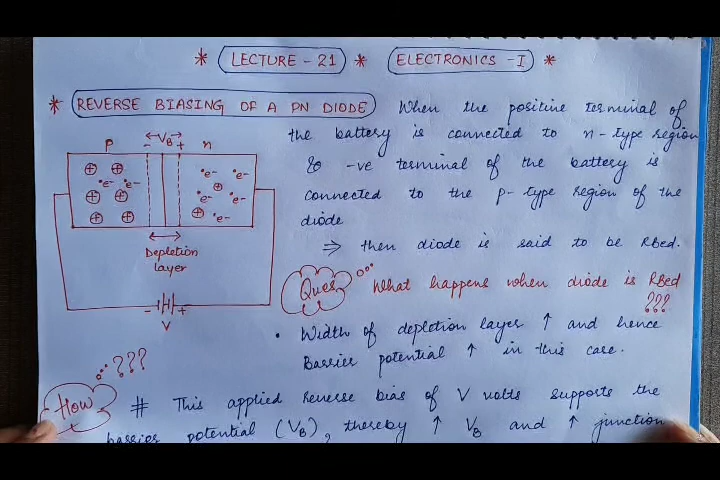 * LECTURE - 21 * ELECTRONICS - I *
* REVERSE BIASING OF A PN DIODE When the positive terminal of
the battery is connected to n-type region
& -ve terminal of the battery is
connected to the p-type region of the
diode
⇒ then diode is said to be RBed.
Ques What happens when diode is RBed
???
• Width of depletion layer ↑ and hence
Barrier potential ↑ in this case.
← VB →
P - + n
⊕ ⊕ •e- •e-
•e- •e- ⊕
⊕ ⊕ •e- •e- •e-
⊕ ⊕ ⊕ •e-
Depletion
layer
- +
V
???
How # This applied Reverse bias of V volts supports the
barrier potential (VB), thereby ↑ VB and ↑ junction